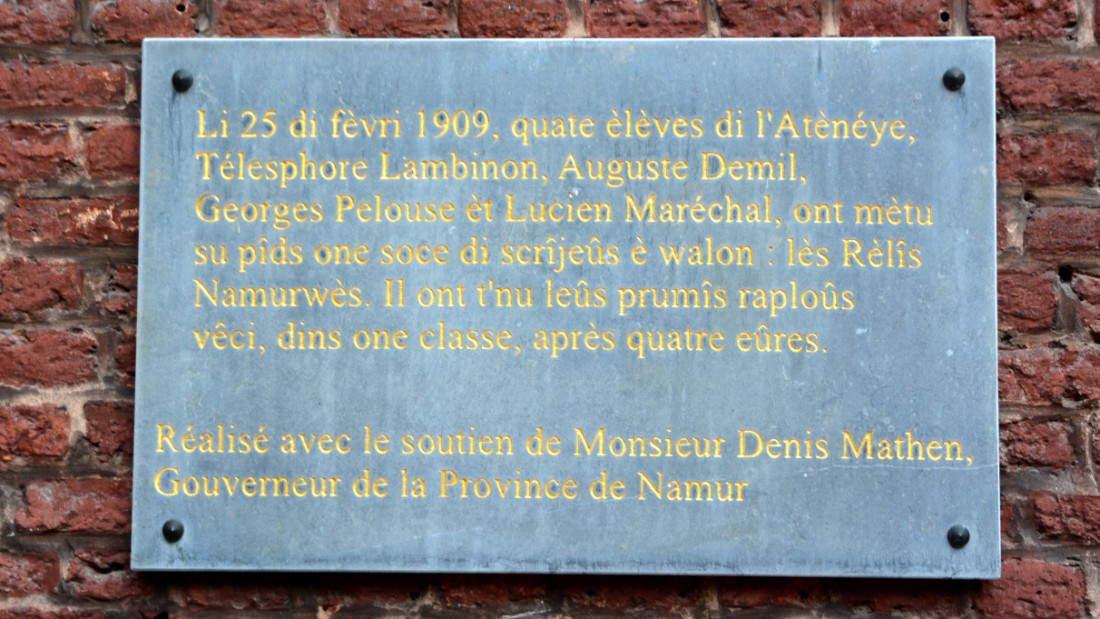 Li 25 di fèvri 1909, quate èlèves di l'Atènéye,
Télesphore Lambinon, Auguste Demil,
Georges Pelouse èt Lucien Maréchal, ont mètu
su pîds one soce di scrîjeûs è walon : lès Rèlîs
Namurwès. Il ont t'nu leûs prumîs raploûs
vêci, dins one classe, après quatre eûres.
Réalisé avec le soutien de Monsieur Denis Mathen,
Gouverneur de la Province de Namur